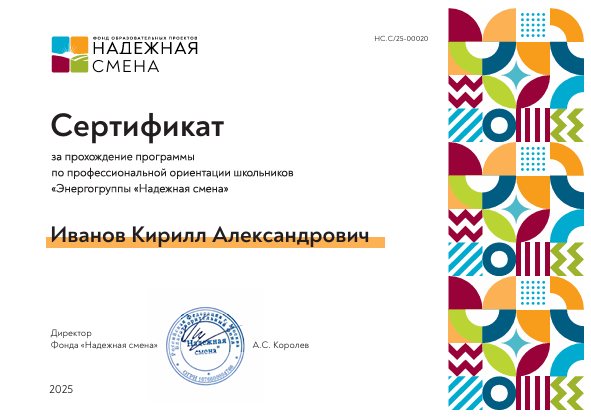 ФОНД ОБРАЗОВАТЕЛЬНЫХ ПРОЕКТОВ
НАДЕЖНАЯ
СМЕНА
НС.С/25-00020
Сертификат
за прохождение программы
по профессиональной ориентации школьников
«Энергогруппы «Надежная смена»
Иванов Кирилл Александрович
Директор
Фонда «Надежная смена»
Надежная
смена
А.С. Королев
2025